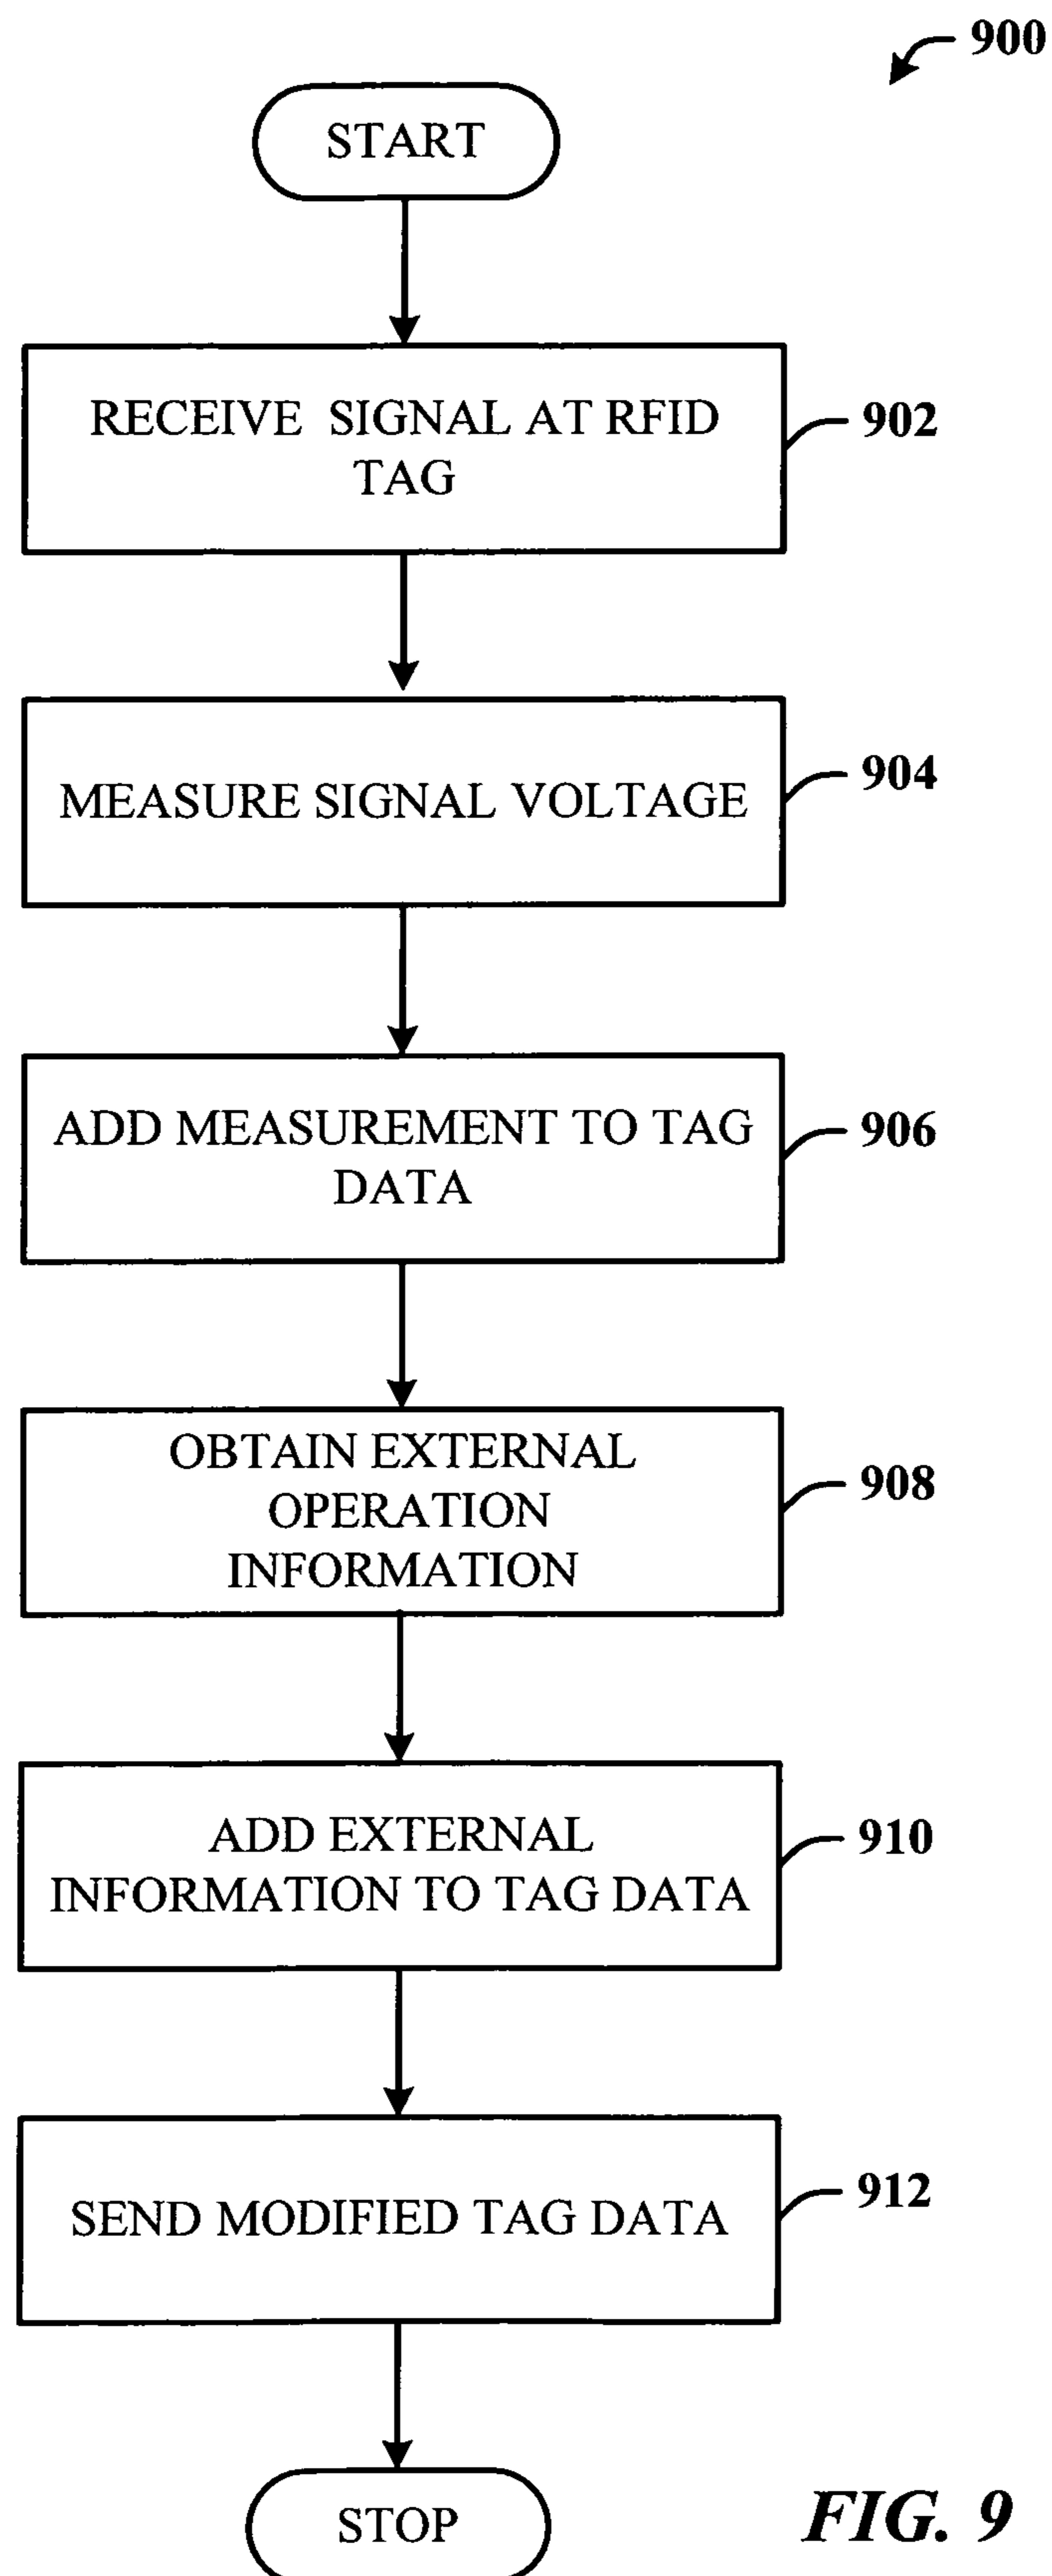 900
START
RECEIVE SIGNAL AT RFID
TAG
902
MEASURE SIGNAL VOLTAGE
904
ADD MEASUREMENT TO TAG
DATA
906
OBTAIN EXTERNAL
OPERATION
INFORMATION
908
ADD EXTERNAL
INFORMATION TO TAG DATA
910
SEND MODIFIED TAG DATA
912
STOP
FIG. 9